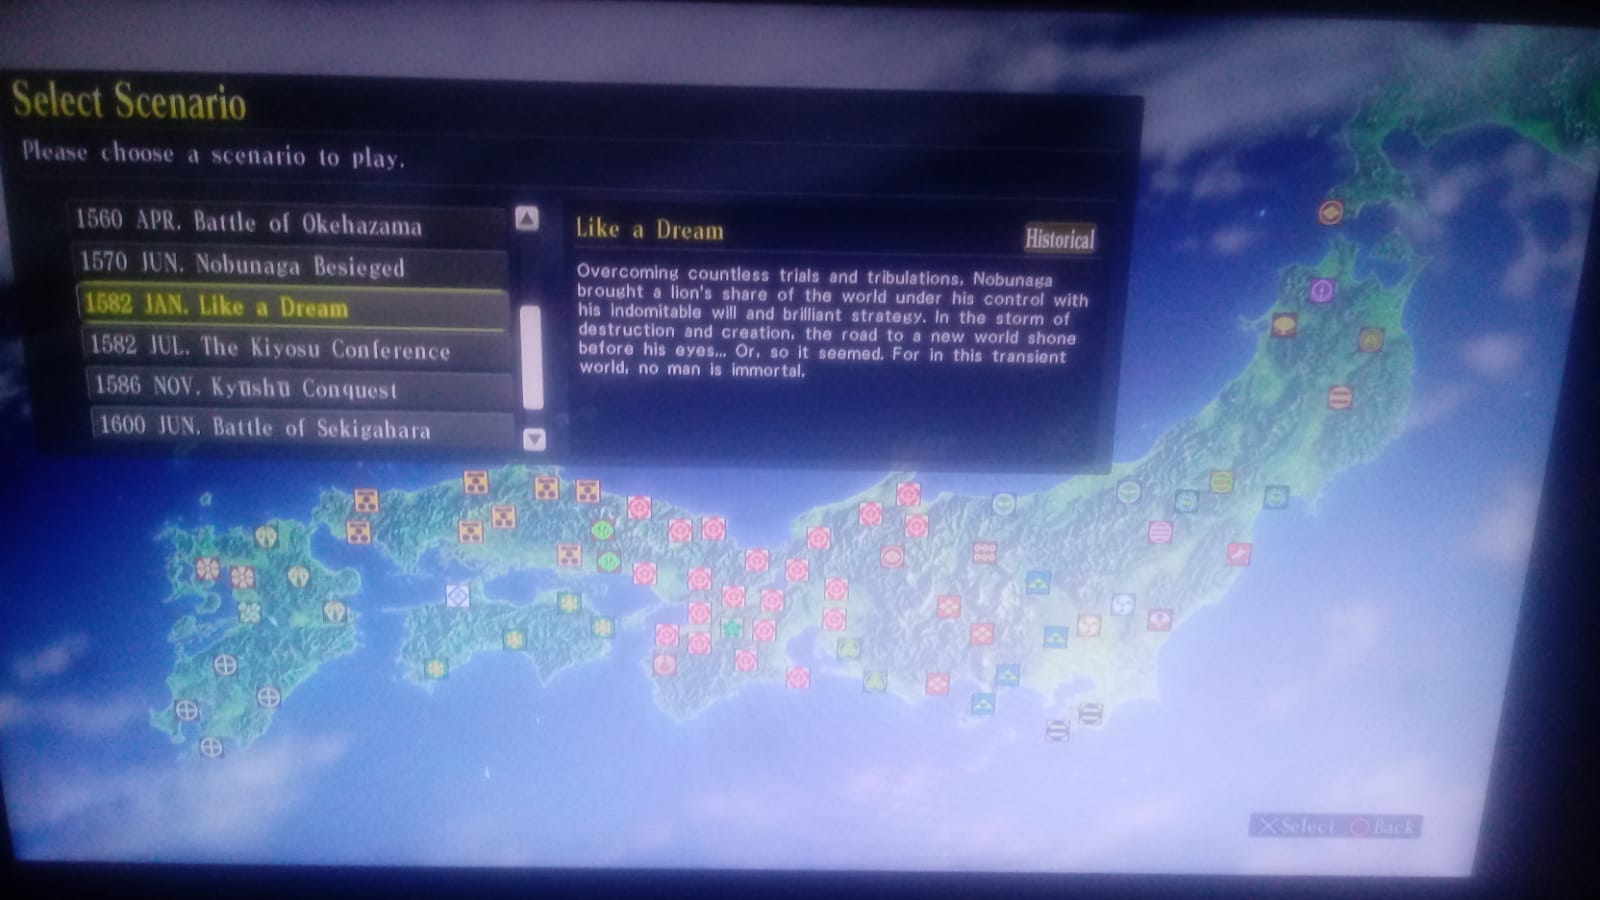 Select Scenario
Please choose a scenario to play.
1560 APR. Battle of Okehazama
1570 JUN. Nobunaga Besieged
1582 JAN. Like a Dream
1582 JUL. The Kiyosu Conference
1586 NOV. Kyūshū Conquest
1600 JUN. Battle of Sekigahara
Like a Dream
Historical
Overcoming countless trials and tribulations, Nobunaga
brought a lion's share of the world under his control with
his indomitable will and brilliant strategy. In the storm of
destruction and creation, the road to a new world shone
before his eyes... Or, so it seemed. For in this transient
world, no man is immortal.
Select Back